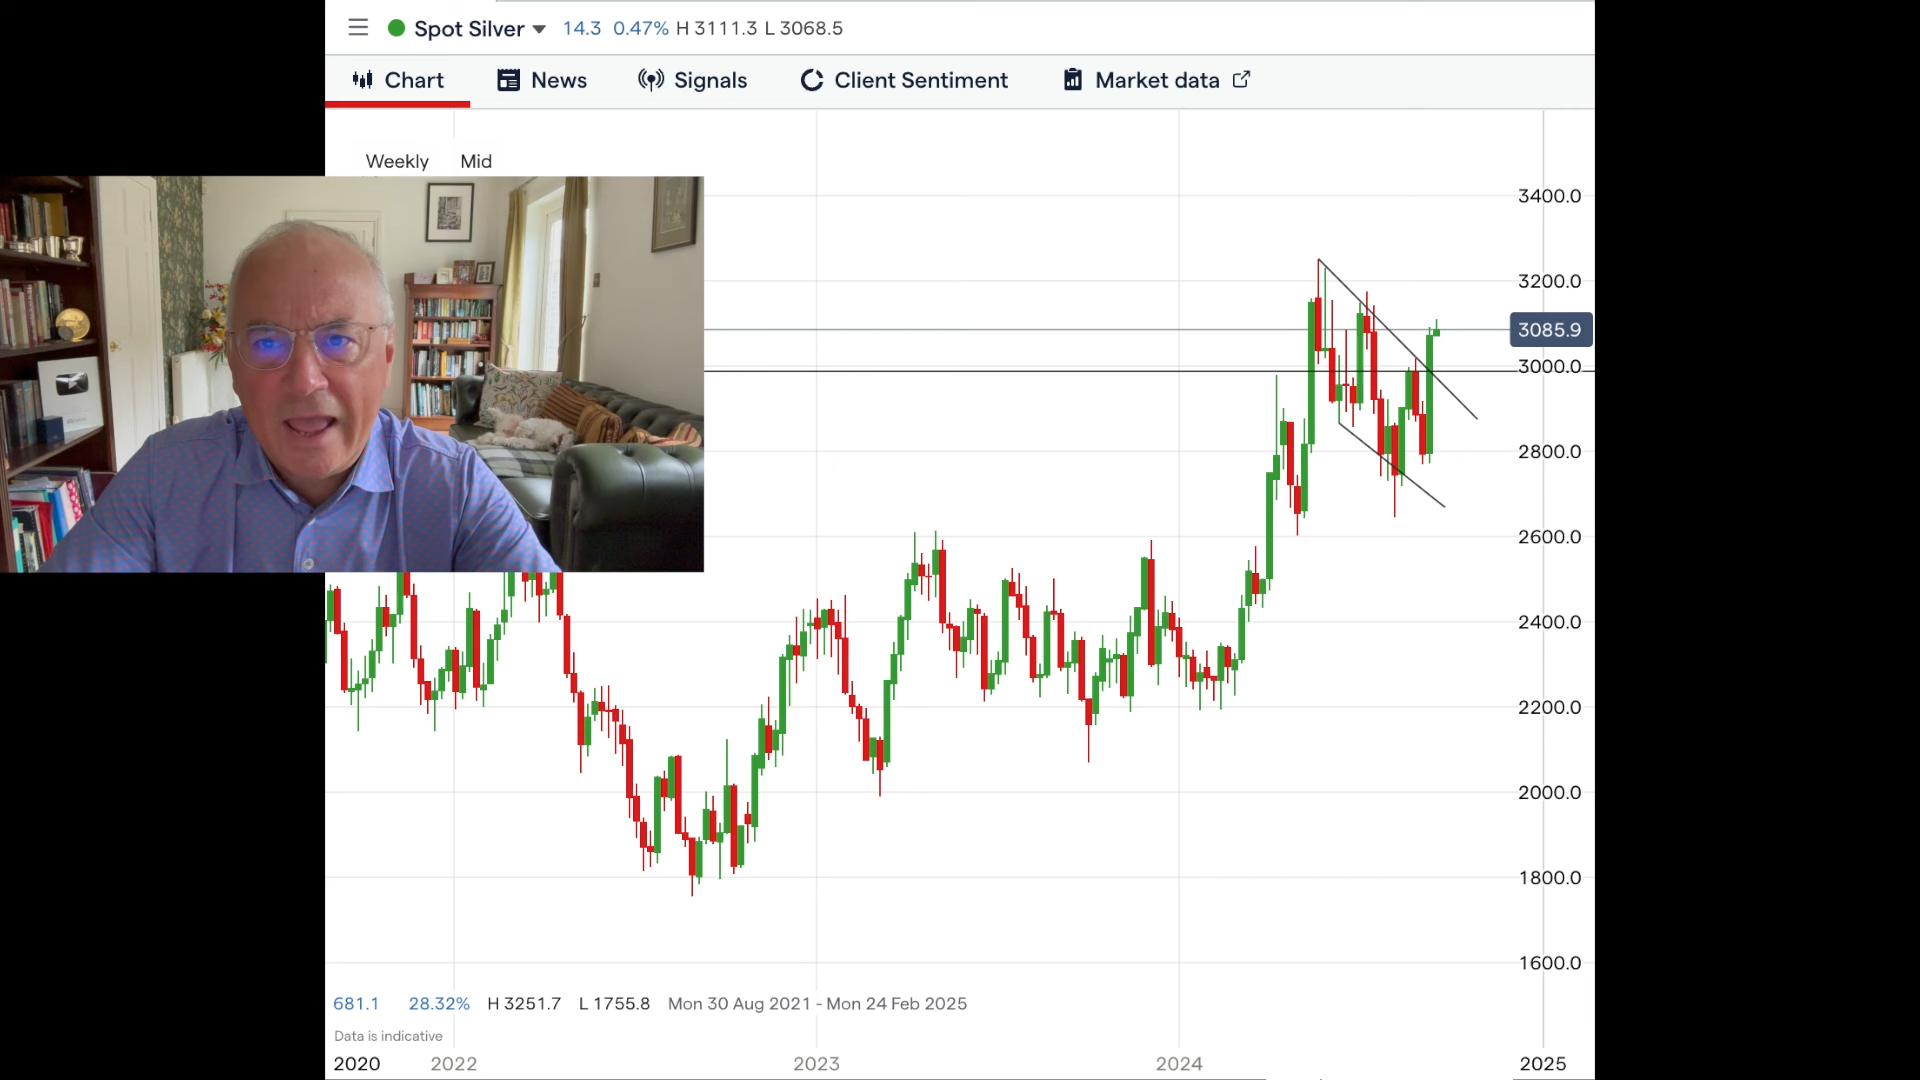 Spot Silver 14.3 0.47% H 3111.3 L 3068.5
Chart News Signals Client Sentiment Market data
Weekly Mid
3400.0
3200.0
3085.9
3000.0
2800.0
2600.0
2400.0
2200.0
2000.0
1800.0
1600.0
681.1 28.32% H 3251.7 L 1755.8 Mon 30 Aug 2021 - Mon 24 Feb 2025
Data is indicative
2020 2022 2023 2024 2025